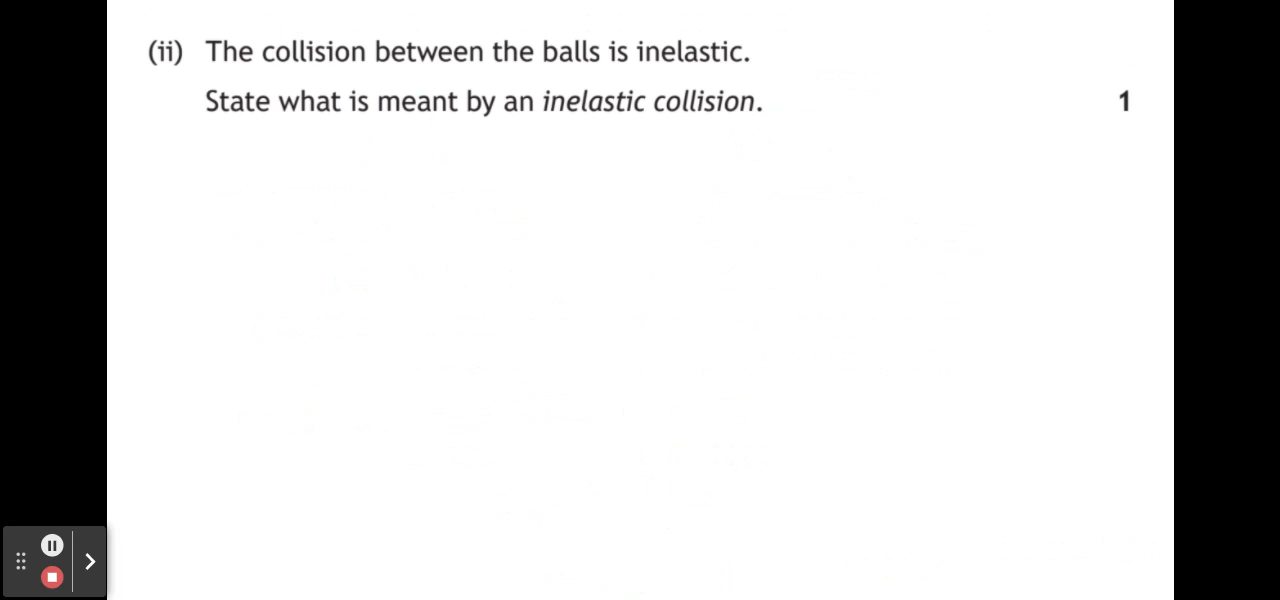 (ii) The collision between the balls is inelastic.
State what is meant by an inelastic collision. 1